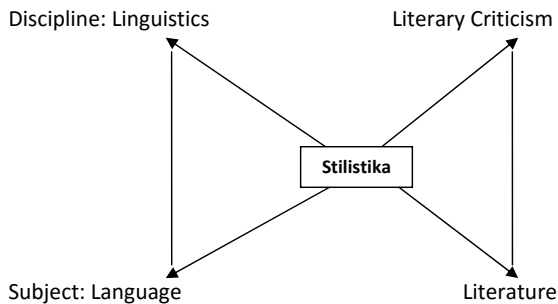 Discipline: Linguistics
Literary Criticism
Stilistika
Subject: Language
Literature